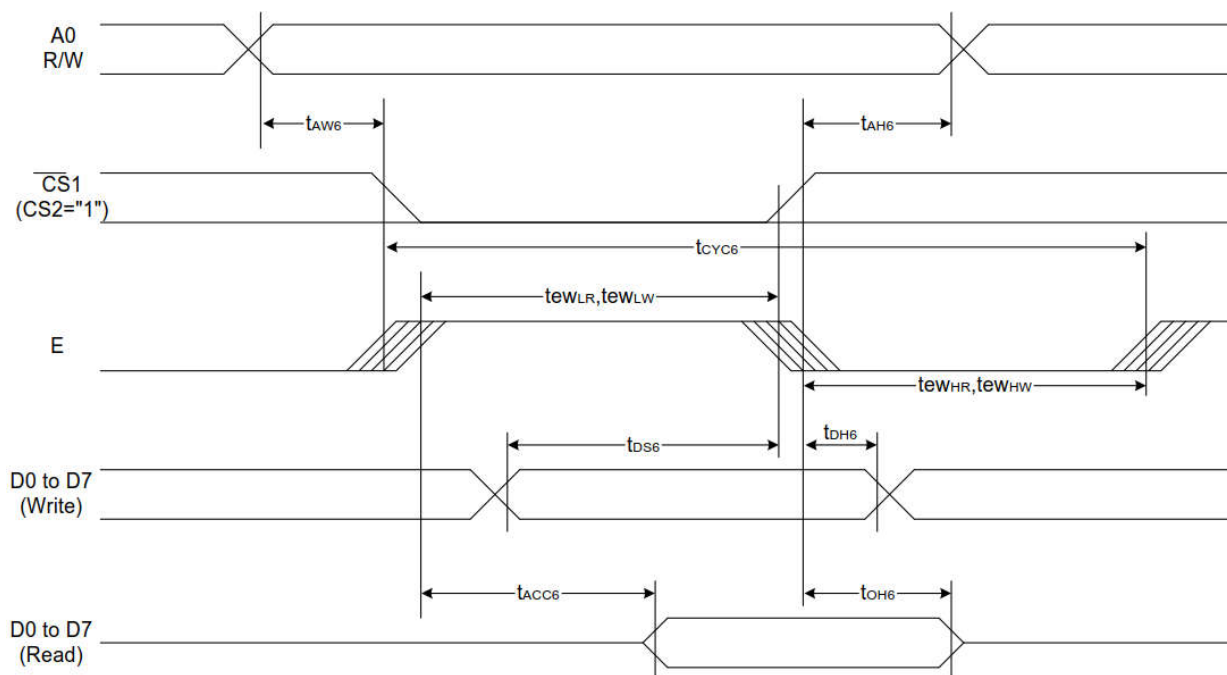 A0
R/W
tAW6
tAH6
CS1
(CS2="1")
tCYC6
tewLR,tewLW
E
tewHR,tewHW
tDS6
tDH6
D0 to D7
(Write)
tACC6
tOH6
D0 to D7
(Read)